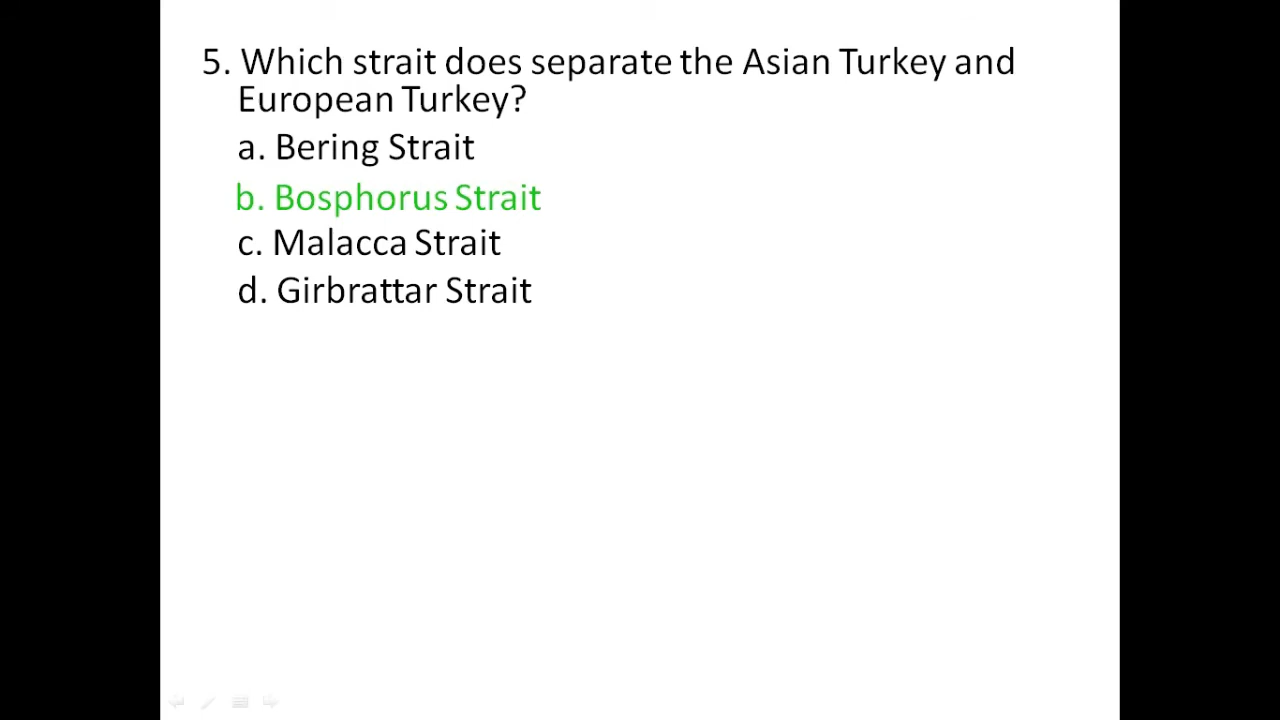 5. Which strait does separate the Asian Turkey and
European Turkey?
a. Bering Strait
b. Bosphorus Strait
c. Malacca Strait
d. Girbrattar Strait